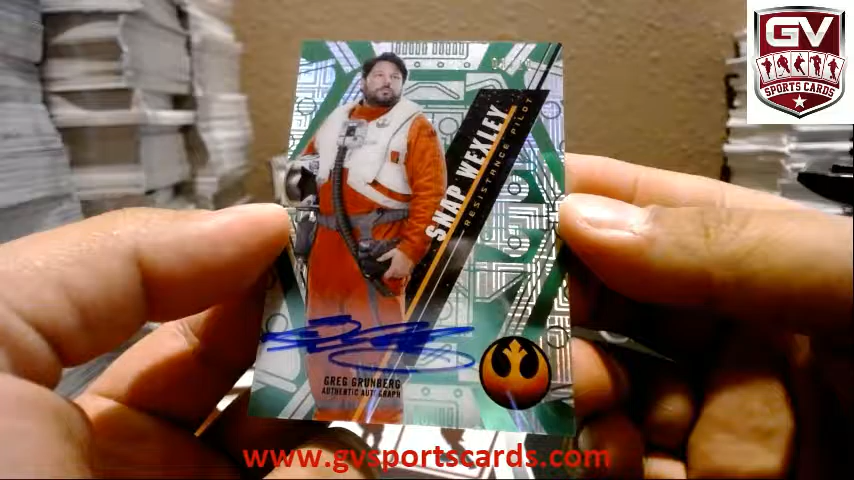 GV
SPORTS CARDS
SNAP WEXLEY
RESISTANCE PILOT
GREG GRUNBERG
AUTHENTIC AUTOGRAPH
www.gvsportscards.com